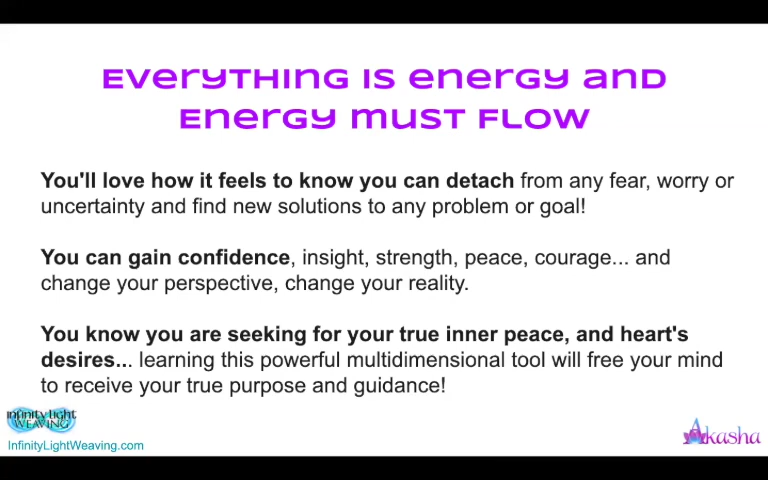 Everything is energy and
Energy must flow
You'll love how it feels to know you can detach from any fear, worry or
uncertainty and find new solutions to any problem or goal!
You can gain confidence, insight, strength, peace, courage... and
change your perspective, change your reality.
You know you are seeking for your true inner peace, and heart's
desires... learning this powerful multidimensional tool will free your mind
to receive your true purpose and guidance!
infinity light
WEAVING
InfinityLightWeaving.com
Akasha